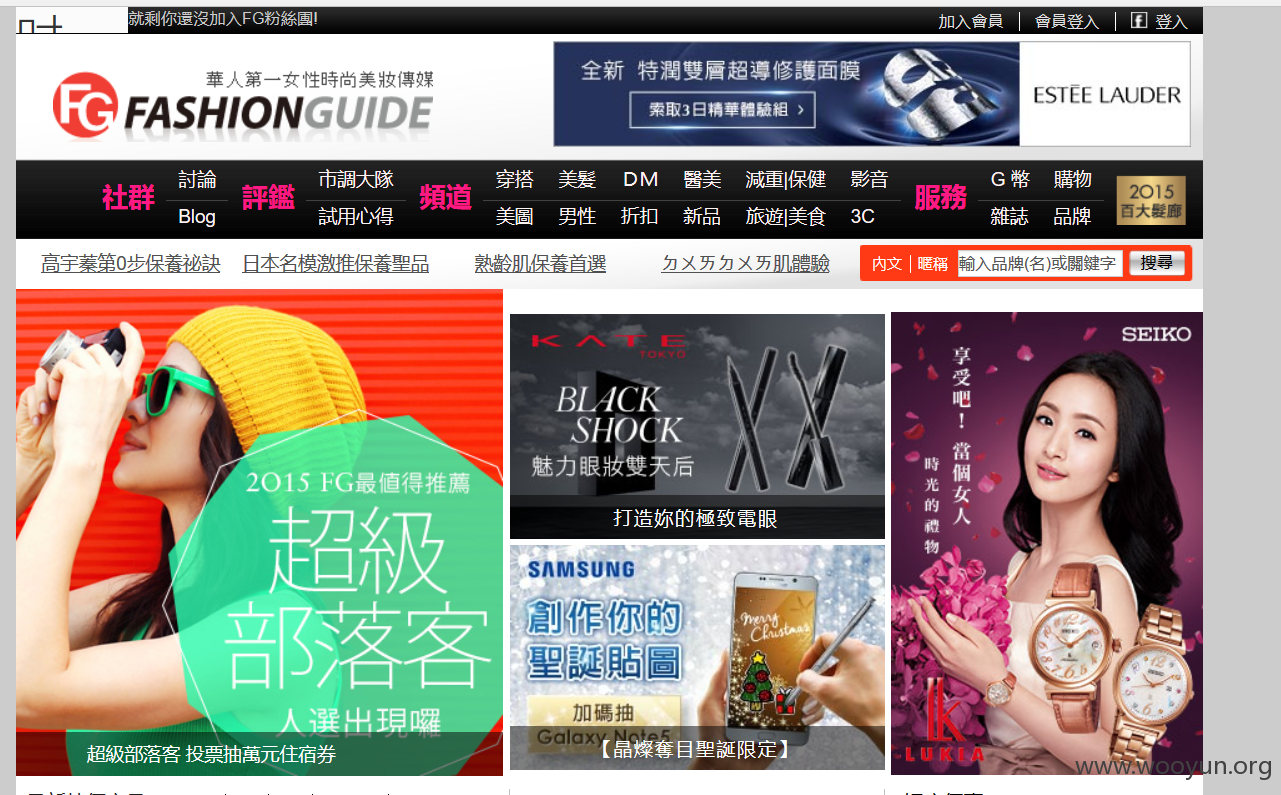 就剩你還沒加入FG粉絲團!
加入會員 | 會員登入 | f 登入
華人第一女性時尚美妝傳媒
FG FASHIONGUIDE
全新 特潤雙層超導修護面膜
索取3日精華體驗組 >
ESTĒE LAUDER
社群
討論
Blog
評鑑
市調大隊
試用心得
頻道
穿搭 美髮 DM 醫美 減重|保健 影音
美圖 男性 折扣 新品 旅遊|美食 3C
服務
G 幣 購物
雜誌 品牌
2015
百大髮廊
高宇蓁第0步保養祕訣 日本名模激推保養聖品 熟齡肌保養首選 ㄉㄨㄞㄉㄨㄞ肌體驗
內文 | 暱稱 輸入品牌(名)或關鍵字 搜尋
2015 FG最值得推薦
超級
部落客
人選出現囉
超級部落客 投票抽萬元住宿券
KATE
TOKYO
BLACK
SHOCK
魅力眼妝雙天后
打造妳的極致電眼
SAMSUNG
創作你的
聖誕貼圖
Merry
Christmas
加碼抽
Galaxy Note5
【晶燦奪目聖誕限定】
SEIKO
享受吧！當個女人
時光的禮物
LUKIA
www.wooyun.org